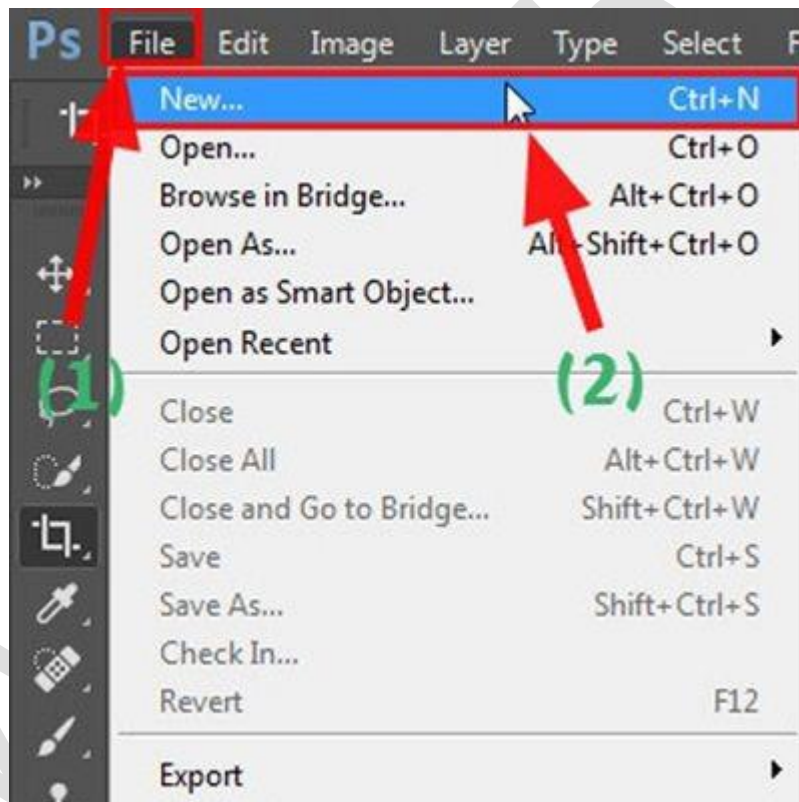 Ps File Edit Image Layer Type Select
New... Ctrl+N
Open... Ctrl+O
Browse in Bridge... Alt+Ctrl+O
Open As... Alt+Shift+Ctrl+O
Open as Smart Object...
Open Recent
(1) (2)
Close Ctrl+W
Close All Alt+Ctrl+W
Close and Go to Bridge... Shift+Ctrl+W
Save Ctrl+S
Save As... Shift+Ctrl+S
Check In...
Revert F12
Export